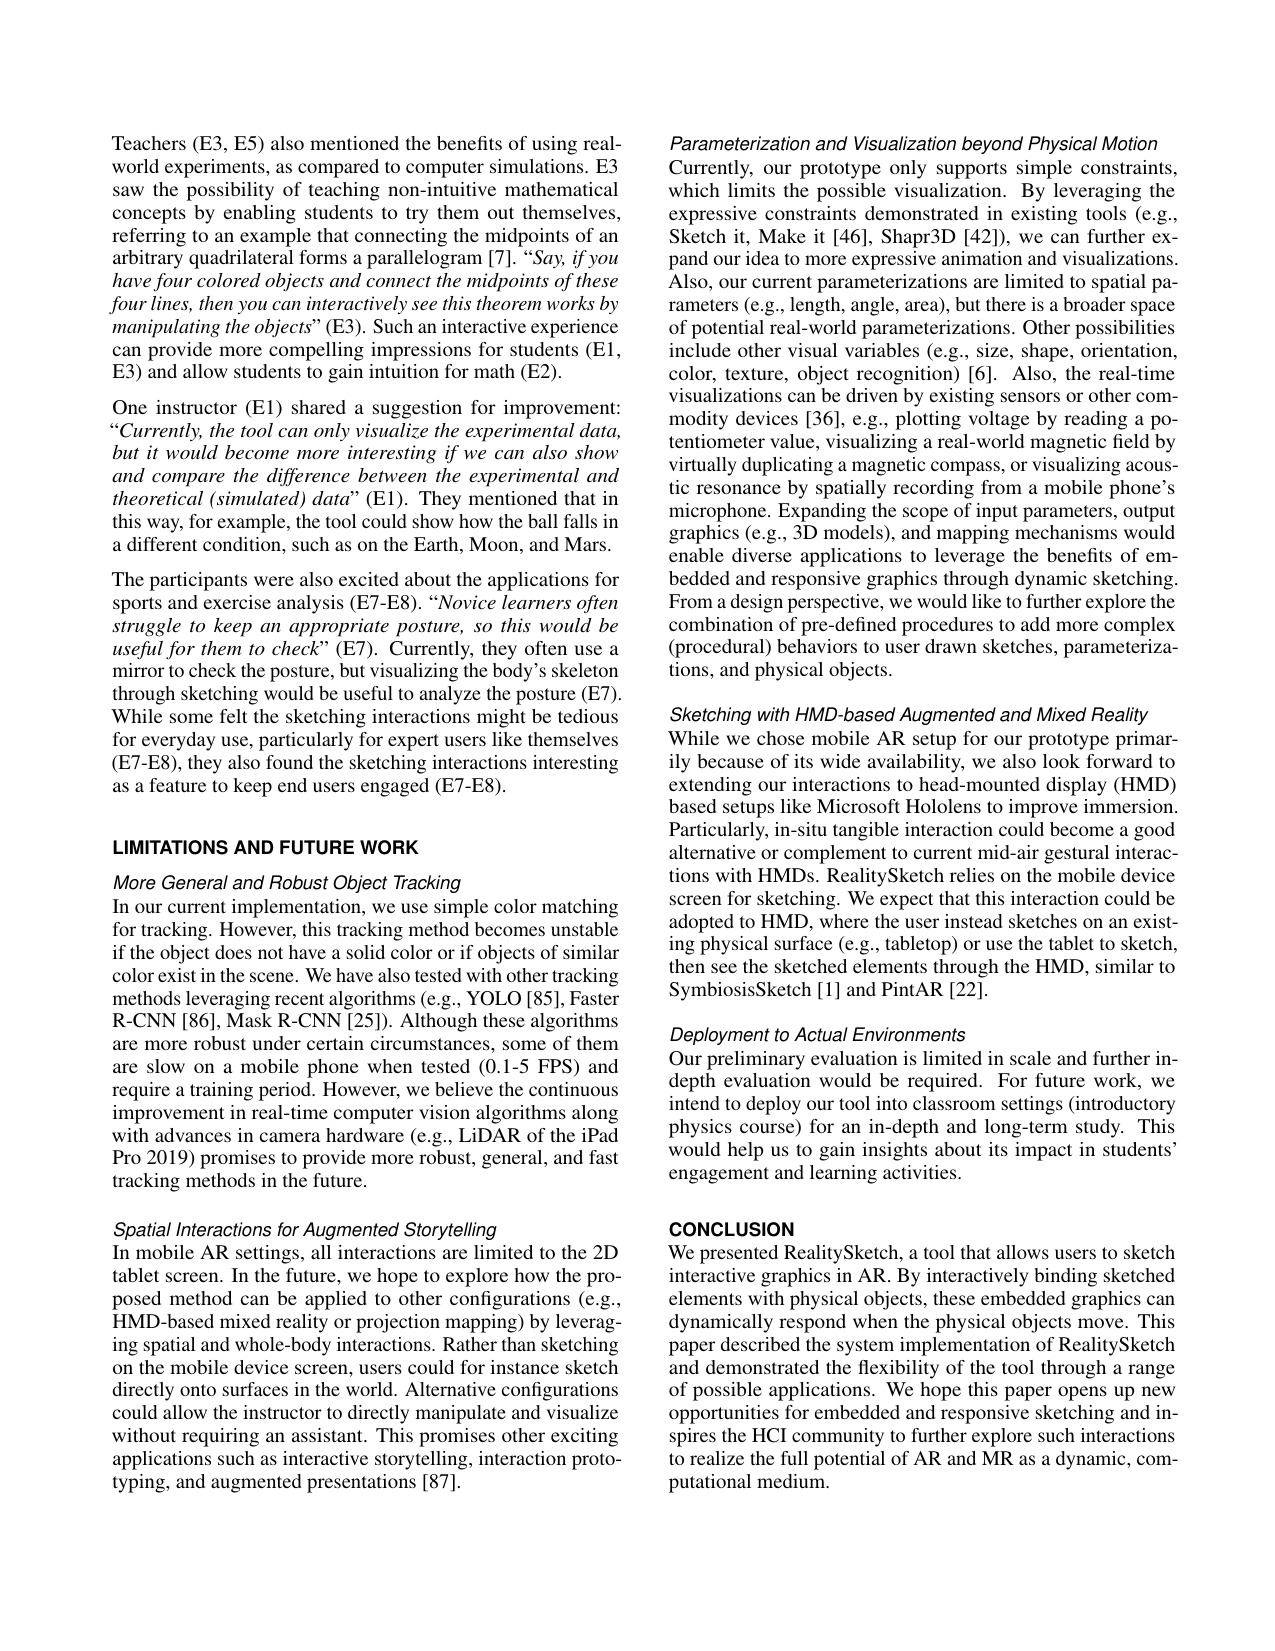 Teachers (E3, E5) also mentioned the benefits of using real-
world experiments, as compared to computer simulations. E3
saw the possibility of teaching non-intuitive mathematical
concepts by enabling students to try them out themselves,
referring to an example that connecting the midpoints of an
arbitrary quadrilateral forms a parallelogram [7]. “Say, if you
have four colored objects and connect the midpoints of these
four lines, then you can interactively see this theorem works by
manipulating the objects” (E3). Such an interactive experience
can provide more compelling impressions for students (E1,
E3) and allow students to gain intuition for math (E2).
One instructor (E1) shared a suggestion for improvement:
“Currently, the tool can only visualize the experimental data,
but it would become more interesting if we can also show
and compare the difference between the experimental and
theoretical (simulated) data” (E1). They mentioned that in
this way, for example, the tool could show how the ball falls in
a different condition, such as on the Earth, Moon, and Mars.
The participants were also excited about the applications for
sports and exercise analysis (E7-E8). “Novice learners often
struggle to keep an appropriate posture, so this would be
useful for them to check” (E7). Currently, they often use a
mirror to check the posture, but visualizing the body’s skeleton
through sketching would be useful to analyze the posture (E7).
While some felt the sketching interactions might be tedious
for everyday use, particularly for expert users like themselves
(E7-E8), they also found the sketching interactions interesting
as a feature to keep end users engaged (E7-E8).
LIMITATIONS AND FUTURE WORK
More General and Robust Object Tracking
In our current implementation, we use simple color matching
for tracking. However, this tracking method becomes unstable
if the object does not have a solid color or if objects of similar
color exist in the scene. We have also tested with other tracking
methods leveraging recent algorithms (e.g., YOLO [85], Faster
R-CNN [86], Mask R-CNN [25]). Although these algorithms
are more robust under certain circumstances, some of them
are slow on a mobile phone when tested (0.1-5 FPS) and
require a training period. However, we believe the continuous
improvement in real-time computer vision algorithms along
with advances in camera hardware (e.g., LiDAR of the iPad
Pro 2019) promises to provide more robust, general, and fast
tracking methods in the future.
Spatial Interactions for Augmented Storytelling
In mobile AR settings, all interactions are limited to the 2D
tablet screen. In the future, we hope to explore how the pro-
posed method can be applied to other configurations (e.g.,
HMD-based mixed reality or projection mapping) by leverag-
ing spatial and whole-body interactions. Rather than sketching
on the mobile device screen, users could for instance sketch
directly onto surfaces in the world. Alternative configurations
could allow the instructor to directly manipulate and visualize
without requiring an assistant. This promises other exciting
applications such as interactive storytelling, interaction proto-
typing, and augmented presentations [87].
Parameterization and Visualization beyond Physical Motion
Currently, our prototype only supports simple constraints,
which limits the possible visualization. By leveraging the
expressive constraints demonstrated in existing tools (e.g.,
Sketch it, Make it [46], Shapr3D [42]), we can further ex-
pand our idea to more expressive animation and visualizations.
Also, our current parameterizations are limited to spatial pa-
rameters (e.g., length, angle, area), but there is a broader space
of potential real-world parameterizations. Other possibilities
include other visual variables (e.g., size, shape, orientation,
color, texture, object recognition) [6]. Also, the real-time
visualizations can be driven by existing sensors or other com-
modity devices [36], e.g., plotting voltage by reading a po-
tentiometer value, visualizing a real-world magnetic field by
virtually duplicating a magnetic compass, or visualizing acous-
tic resonance by spatially recording from a mobile phone’s
microphone. Expanding the scope of input parameters, output
graphics (e.g., 3D models), and mapping mechanisms would
enable diverse applications to leverage the benefits of em-
bedded and responsive graphics through dynamic sketching.
From a design perspective, we would like to further explore the
combination of pre-defined procedures to add more complex
(procedural) behaviors to user drawn sketches, parameteriza-
tions, and physical objects.
Sketching with HMD-based Augmented and Mixed Reality
While we chose mobile AR setup for our prototype primar-
ily because of its wide availability, we also look forward to
extending our interactions to head-mounted display (HMD)
based setups like Microsoft Hololens to improve immersion.
Particularly, in-situ tangible interaction could become a good
alternative or complement to current mid-air gestural interac-
tions with HMDs. RealitySketch relies on the mobile device
screen for sketching. We expect that this interaction could be
adopted to HMD, where the user instead sketches on an exist-
ing physical surface (e.g., tabletop) or use the tablet to sketch,
then see the sketched elements through the HMD, similar to
SymbiosisSketch [1] and PintAR [22].
Deployment to Actual Environments
Our preliminary evaluation is limited in scale and further in-
depth evaluation would be required. For future work, we
intend to deploy our tool into classroom settings (introductory
physics course) for an in-depth and long-term study. This
would help us to gain insights about its impact in students’
engagement and learning activities.
CONCLUSION
We presented RealitySketch, a tool that allows users to sketch
interactive graphics in AR. By interactively binding sketched
elements with physical objects, these embedded graphics can
dynamically respond when the physical objects move. This
paper described the system implementation of RealitySketch
and demonstrated the flexibility of the tool through a range
of possible applications. We hope this paper opens up new
opportunities for embedded and responsive sketching and in-
spires the HCI community to further explore such interactions
to realize the full potential of AR and MR as a dynamic, com-
putational medium.